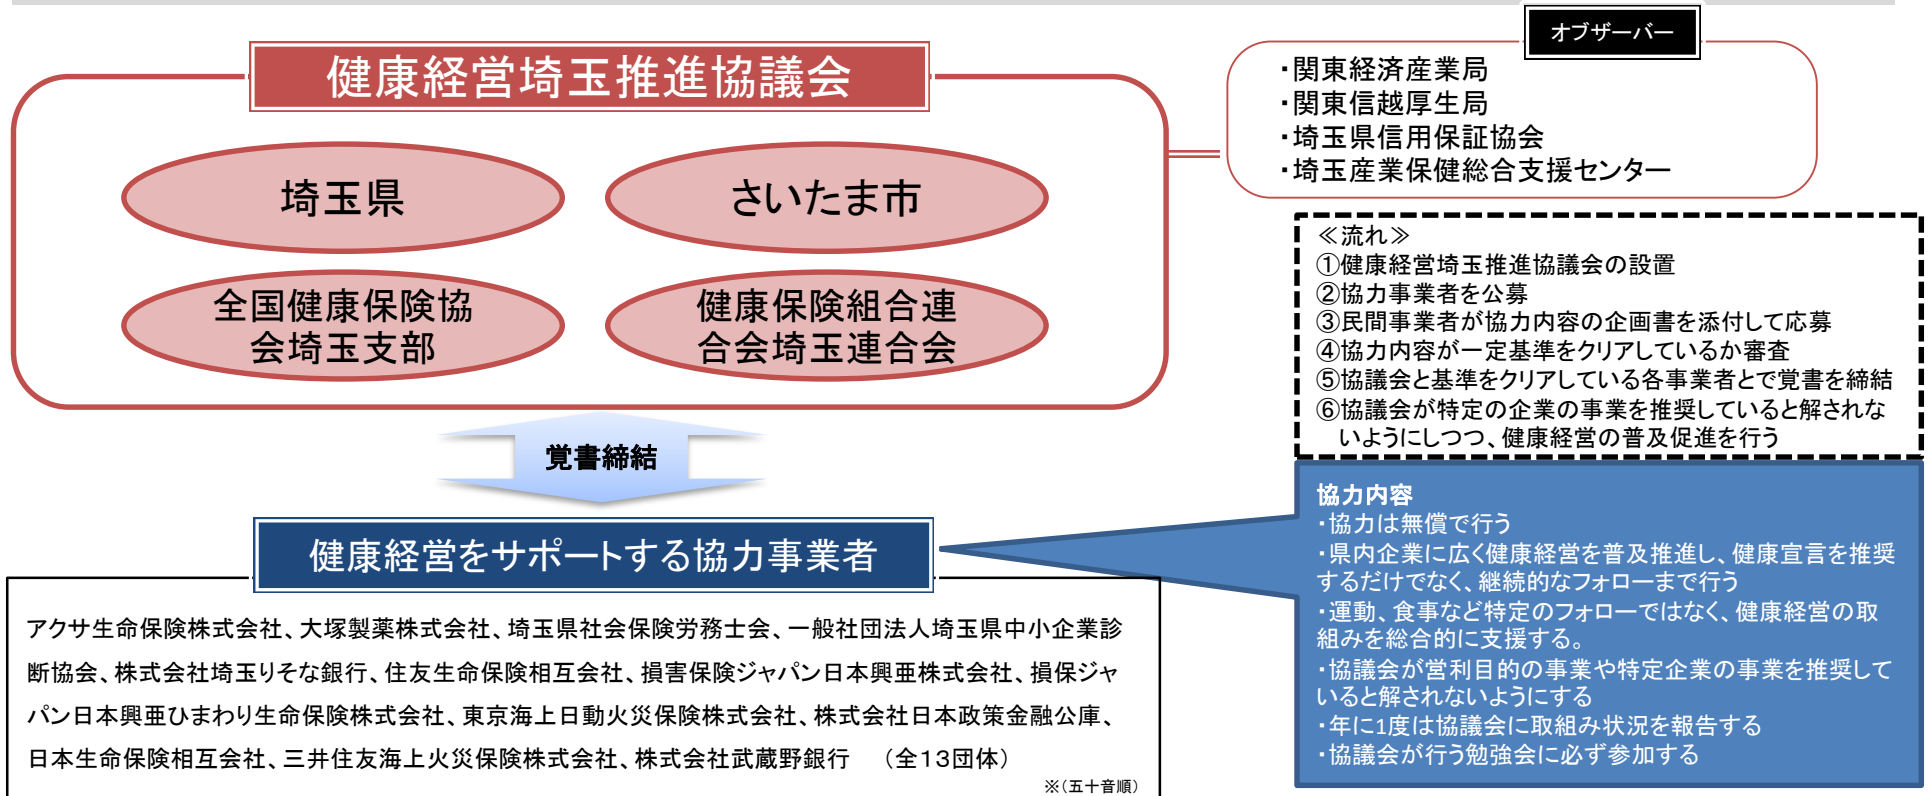 健康経営埼玉推進協議会
埼玉県
さいたま市
全国健康保険協
会埼玉支部
健康保険組合連
合会埼玉連合会
オブザーバー
・関東経済産業局
・関東信越厚生局
・埼玉県信用保証協会
・埼玉産業保健総合支援センター
≪流れ≫
①健康経営埼玉推進協議会の設置
②協力事業者を公募
③民間事業者が協力内容の企画書を添付して応募
④協力内容が一定基準をクリアしているか審査
⑤協議会と基準をクリアしている各事業者とで覚書を締結
⑥協議会が特定の企業の事業を推奨していると解されな
いようにしつつ、健康経営の普及促進を行う
覚書締結
健康経営をサポートする協力事業者
アクサ生命保険株式会社、大塚製薬株式会社、埼玉県社会保険労務士会、一般社団法人埼玉県中小企業診
断協会、株式会社埼玉りそな銀行、住友生命保険相互会社、損害保険ジャパン日本興亜株式会社、損保ジャ
パン日本興亜ひまわり生命保険株式会社、東京海上日動火災保険株式会社、株式会社日本政策金融公庫、
日本生命保険相互会社、三井住友海上火災保険株式会社、株式会社武蔵野銀行　（全13団体）
※（五十音順）
協力内容
・協力は無償で行う
・県内企業に広く健康経営を普及推進し、健康宣言を推奨
するだけでなく、継続的なフォローまで行う
・運動、食事など特定のフォローではなく、健康経営の取
組みを総合的に支援する。
・協議会が営利目的の事業や特定企業の事業を推奨して
いると解されないようにする
・年に1度は協議会に取組み状況を報告する
・協議会が行う勉強会に必ず参加する